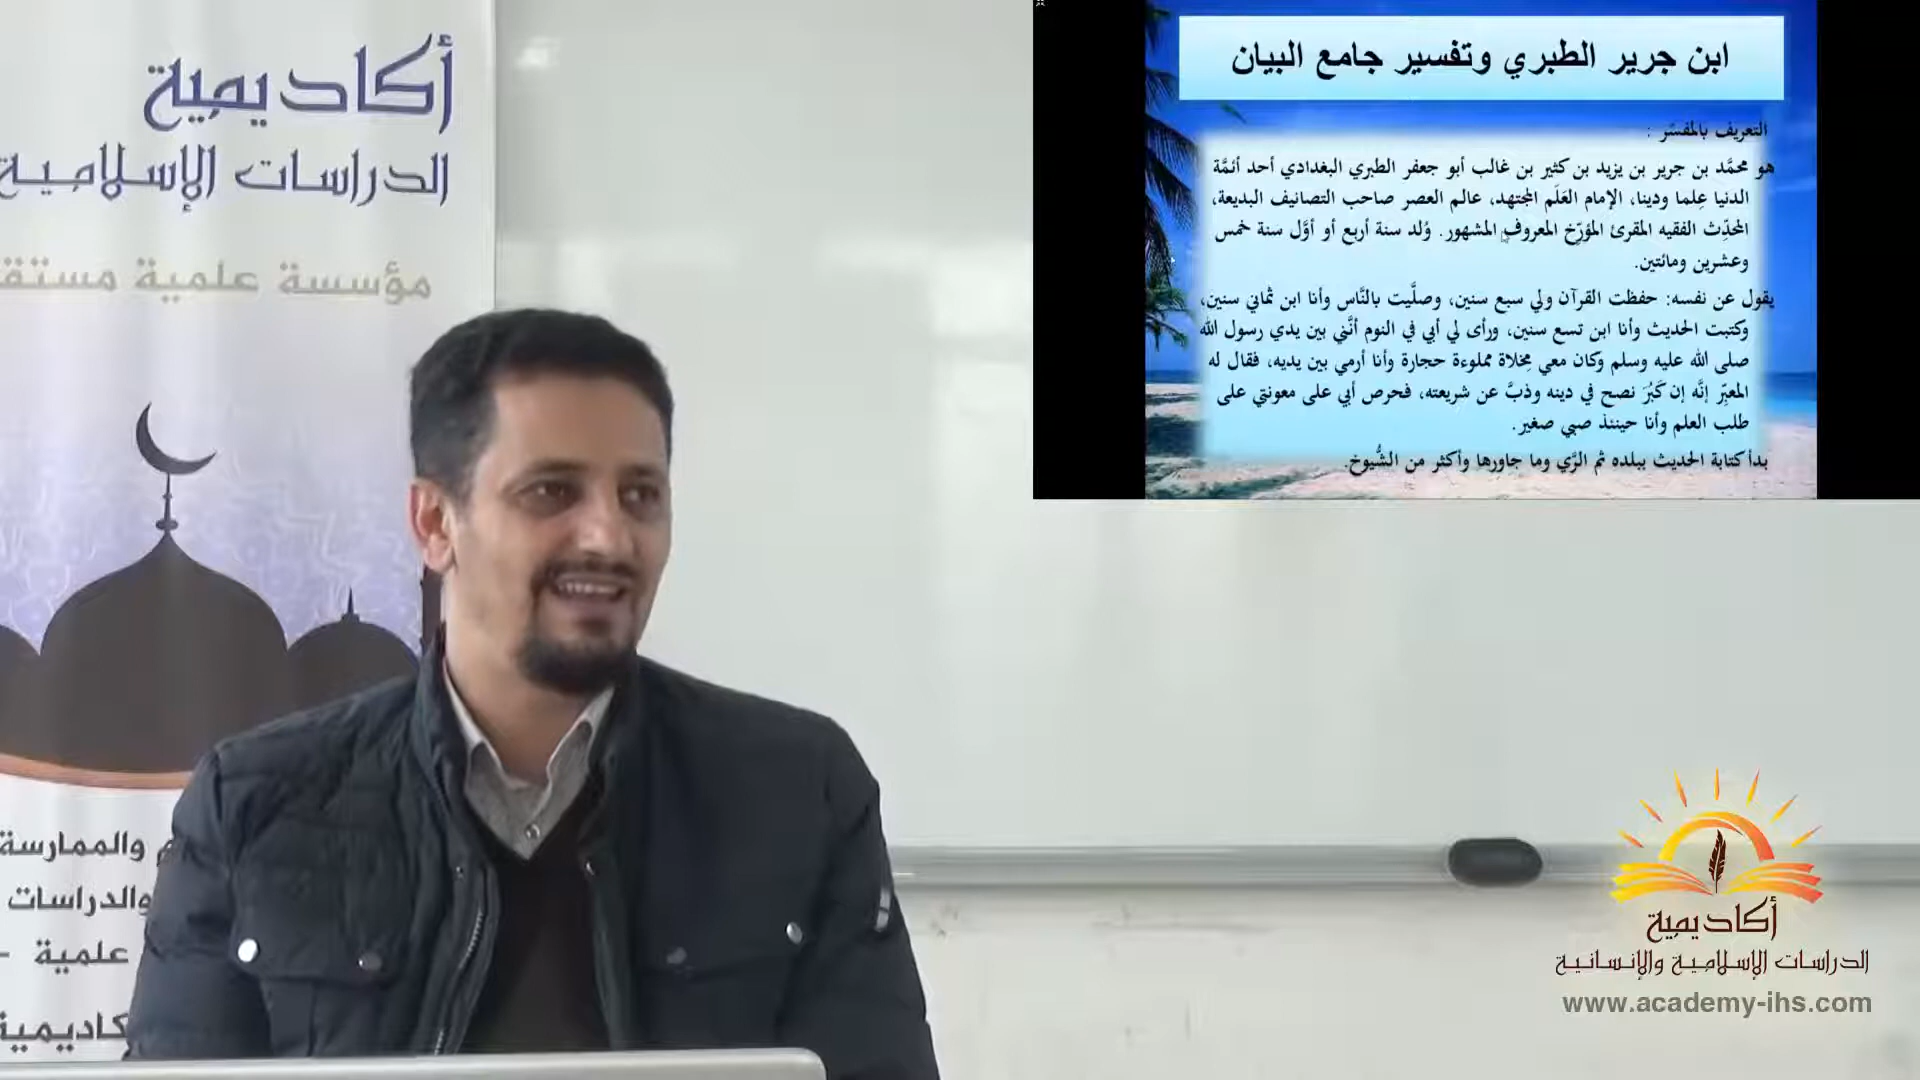 أكاديمية
الدراسات الإسلامية
مؤسسة علمية
والممارسة
والدراسات
علمية -
ابن جرير الطبري وتفسير جامع البيان
التعريف بالمفسّر :
هو محمَّد بن جرير بن يزيد بن كثير بن غالب أبو جعفر الطبري البغدادي أحد أئمَّة
الدنيا عِلما ودينا، الإمام العَلَم المجتهد، عالم العصر صاحب التصانيف البديعة،
المحدِّث الفقيه المقرئ المؤرِّخ المعروف المشهور. وُلد سنة أربع أو أوَّل سنة خمس
وعشرين ومائتين.
يقول عن نفسه: حفظت القرآن ولي سبع سنين، وصلَّيت بالنَّاس وأنا ابن ثماني سنين،
وكتبت الحديث وأنا ابن تسع سنين، ورأى لي أبي في النوم أنَّني بين يدي رسول الله
صلى الله عليه وسلم وكان معي مِخلاة مملوءة حجارة وأنا أرمي بين يديه، فقال له
المعبِّر إنَّه إن كَبُرَ نصح في دينه وذبَّ عن شريعته، فحرص أبي على معونتي على
طلب العلم وأنا حينئذ صبي صغير.
بدأ كتابة الحديث ببلده ثم الرَّي وما جاورها وأكثر من الشُّيوخ.
أكاديمية
الدراسات الإسلامية والإنسانية
www.academy-ihs.com